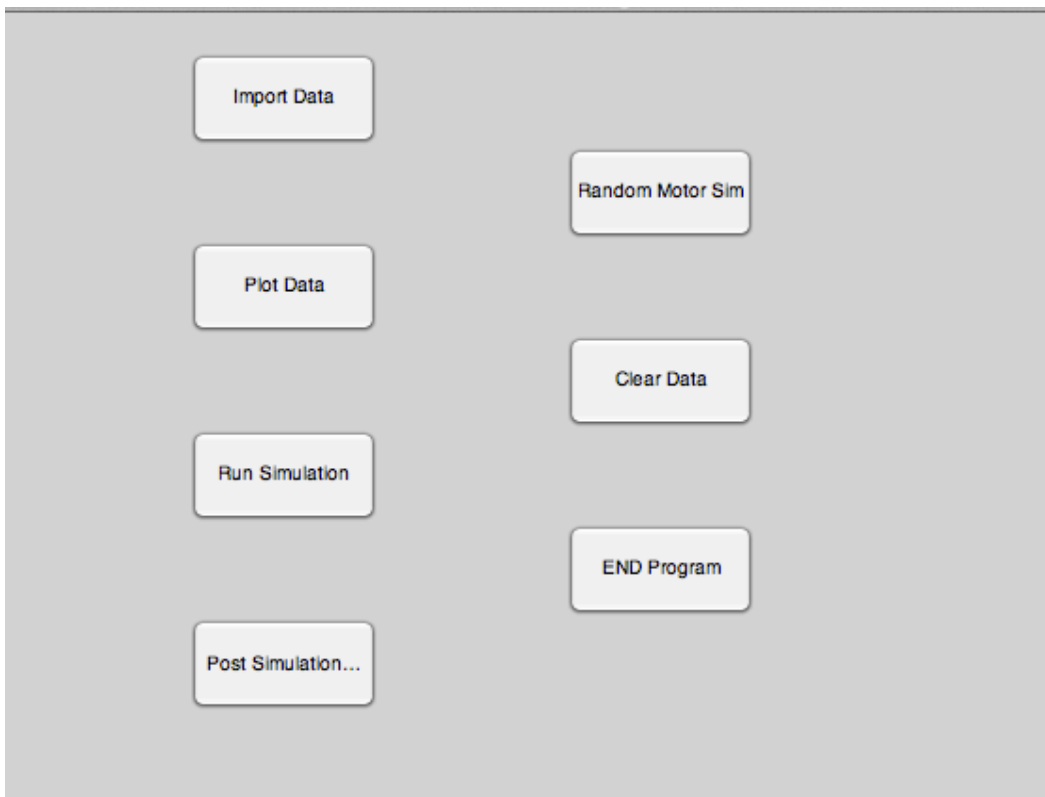 Import Data
Random Motor Sim
Plot Data
Clear Data
Run Simulation
END Program
Post Simulation...